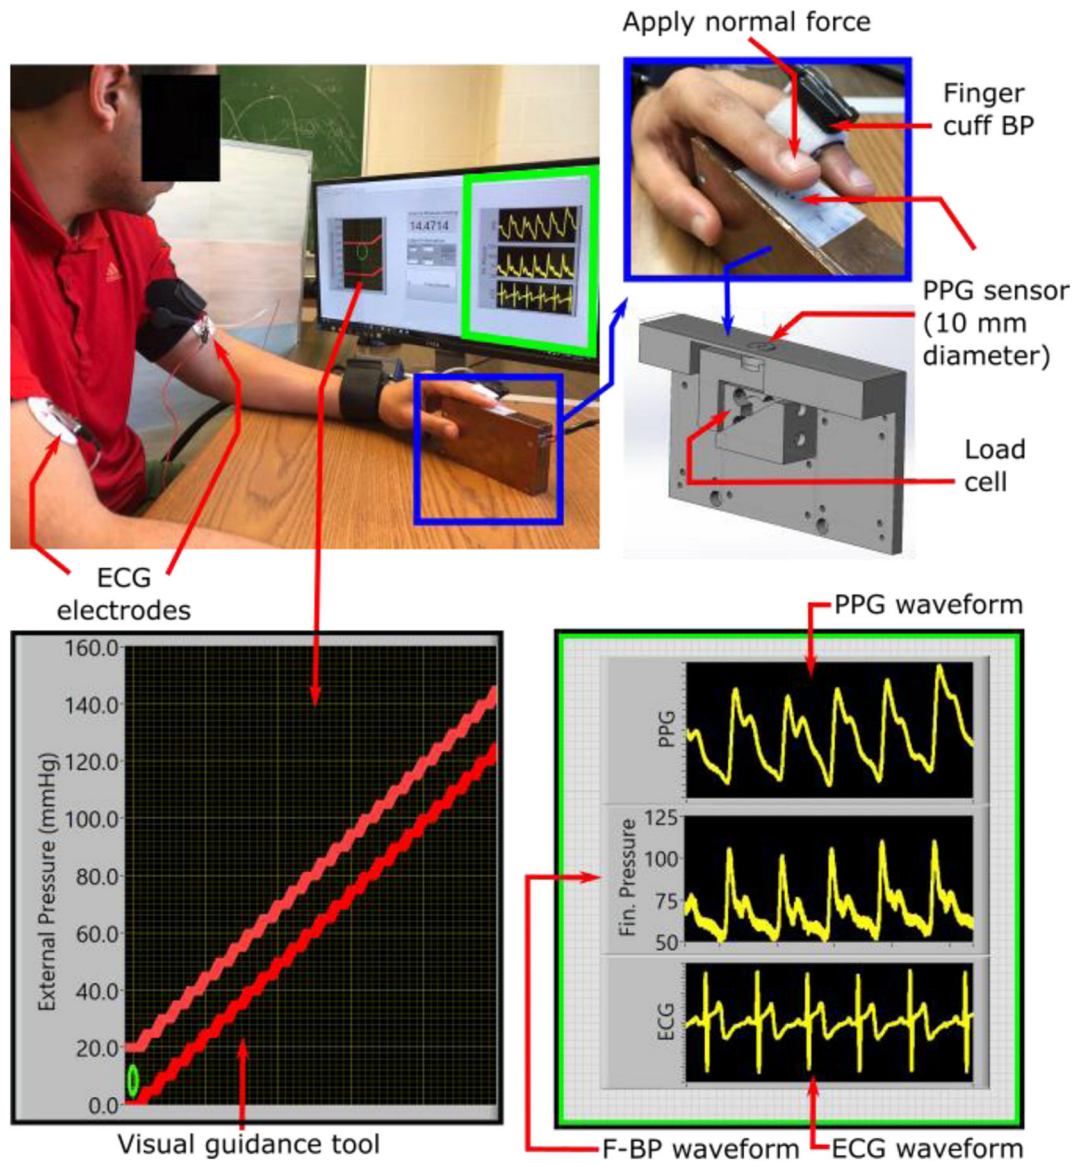 Apply normal force
Finger
cuff BP
14.4714
PPG sensor
(10 mm
diameter)
Load
cell
ECG
electrodes
PPG waveform
160.0
140.0
120.0
100.0
80.0
60.0
40.0
20.0
0.0
External Pressure (mmHg)
PPG
125
100
75
50
Fin. Pressure
ECG
Visual guidance tool
F-BP waveform
ECG waveform